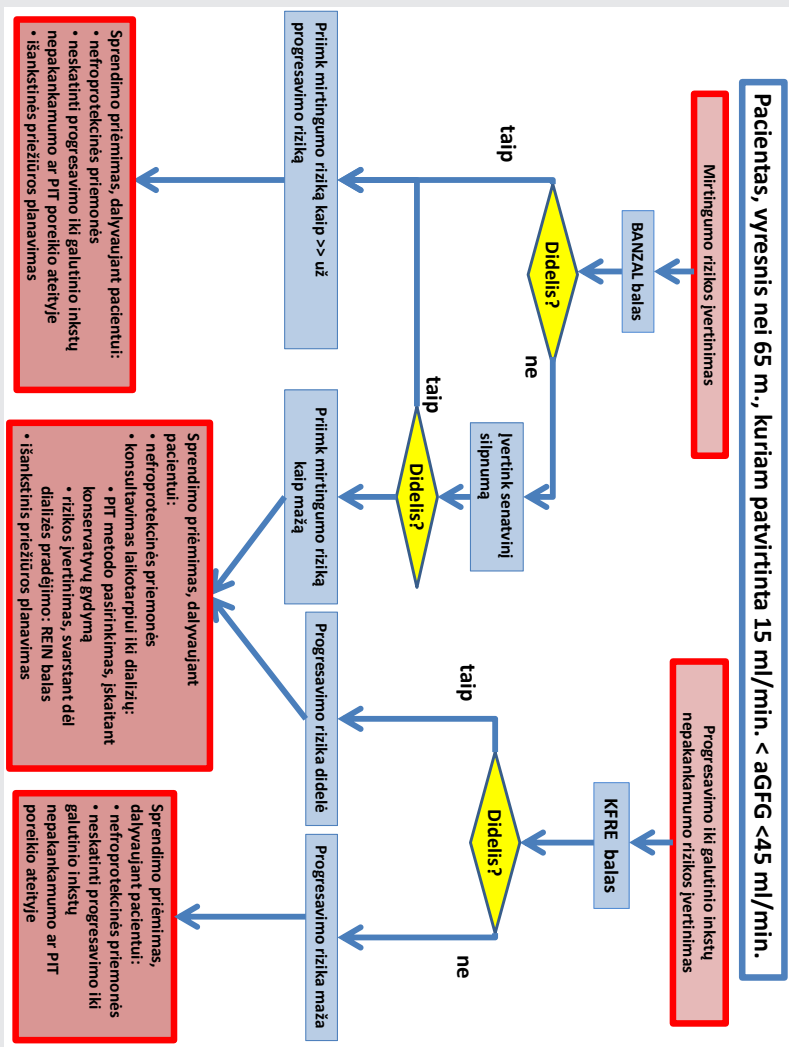 Pacientas, vyresnis nei 65 m., kuriam patvirtinta 15 ml/min. < aGFG <45 ml/min.
Mirtingumo rizikos įvertinimas
BANZAL balas
Didelis?
taip
ne
Įvertink senatvinį
silpnumą
Didelis?
taip
Priimk mirtingumo riziką kaip >> už
progresavimo riziką
Priimk mirtingumo riziką
kaip mažą
Progresavimo iki galutinio inkstų
nepakankamumo rizikos įvertinimas
KFRE balas
Didelis?
taip
ne
Progresavimo rizika didelė
Progresavimo rizika maža
Sprendimo priėmimas, dalyvaujant pacientui:
• nefroprotekcinės priemonės
• neskatinti progresavimo iki galutinio inkstų
nepakankamumo ar PIT poreikio ateityje
• išankstinės priežiūros planavimas
Sprendimo priėmimas, dalyvaujant
pacientui:
• nefroprotekcinės priemonės
• konsultavimas laikotarpiui iki dializių:
• PIT metodo pasirinkimas, įskaitant
konservatyvų gydymą
• rizikos įvertinimas, svarstant dėl
dializės pradėjimo: REIN balas
• išankstinis priežiūros planavimas
Sprendimo priėmimas,
dalyvaujant pacientui:
• nefroprotekcinės priemonės
• neskatinti progresavimo iki
galutinio inkstų
nepakankamumo ar PIT
poreikio ateityje